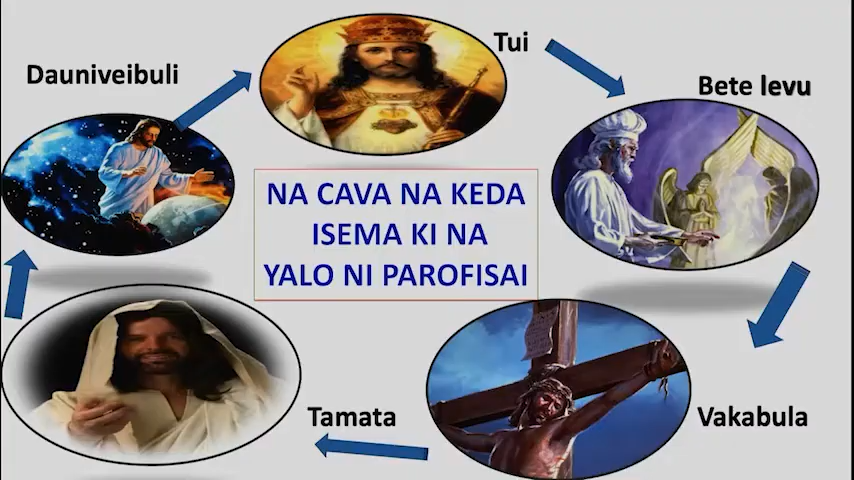 Tui
Dauniveibuli
Bete levu
NA CAVA NA KEDA
ISEMA KI NA
YALO NI PAROFISAI
Tamata
Vakabula